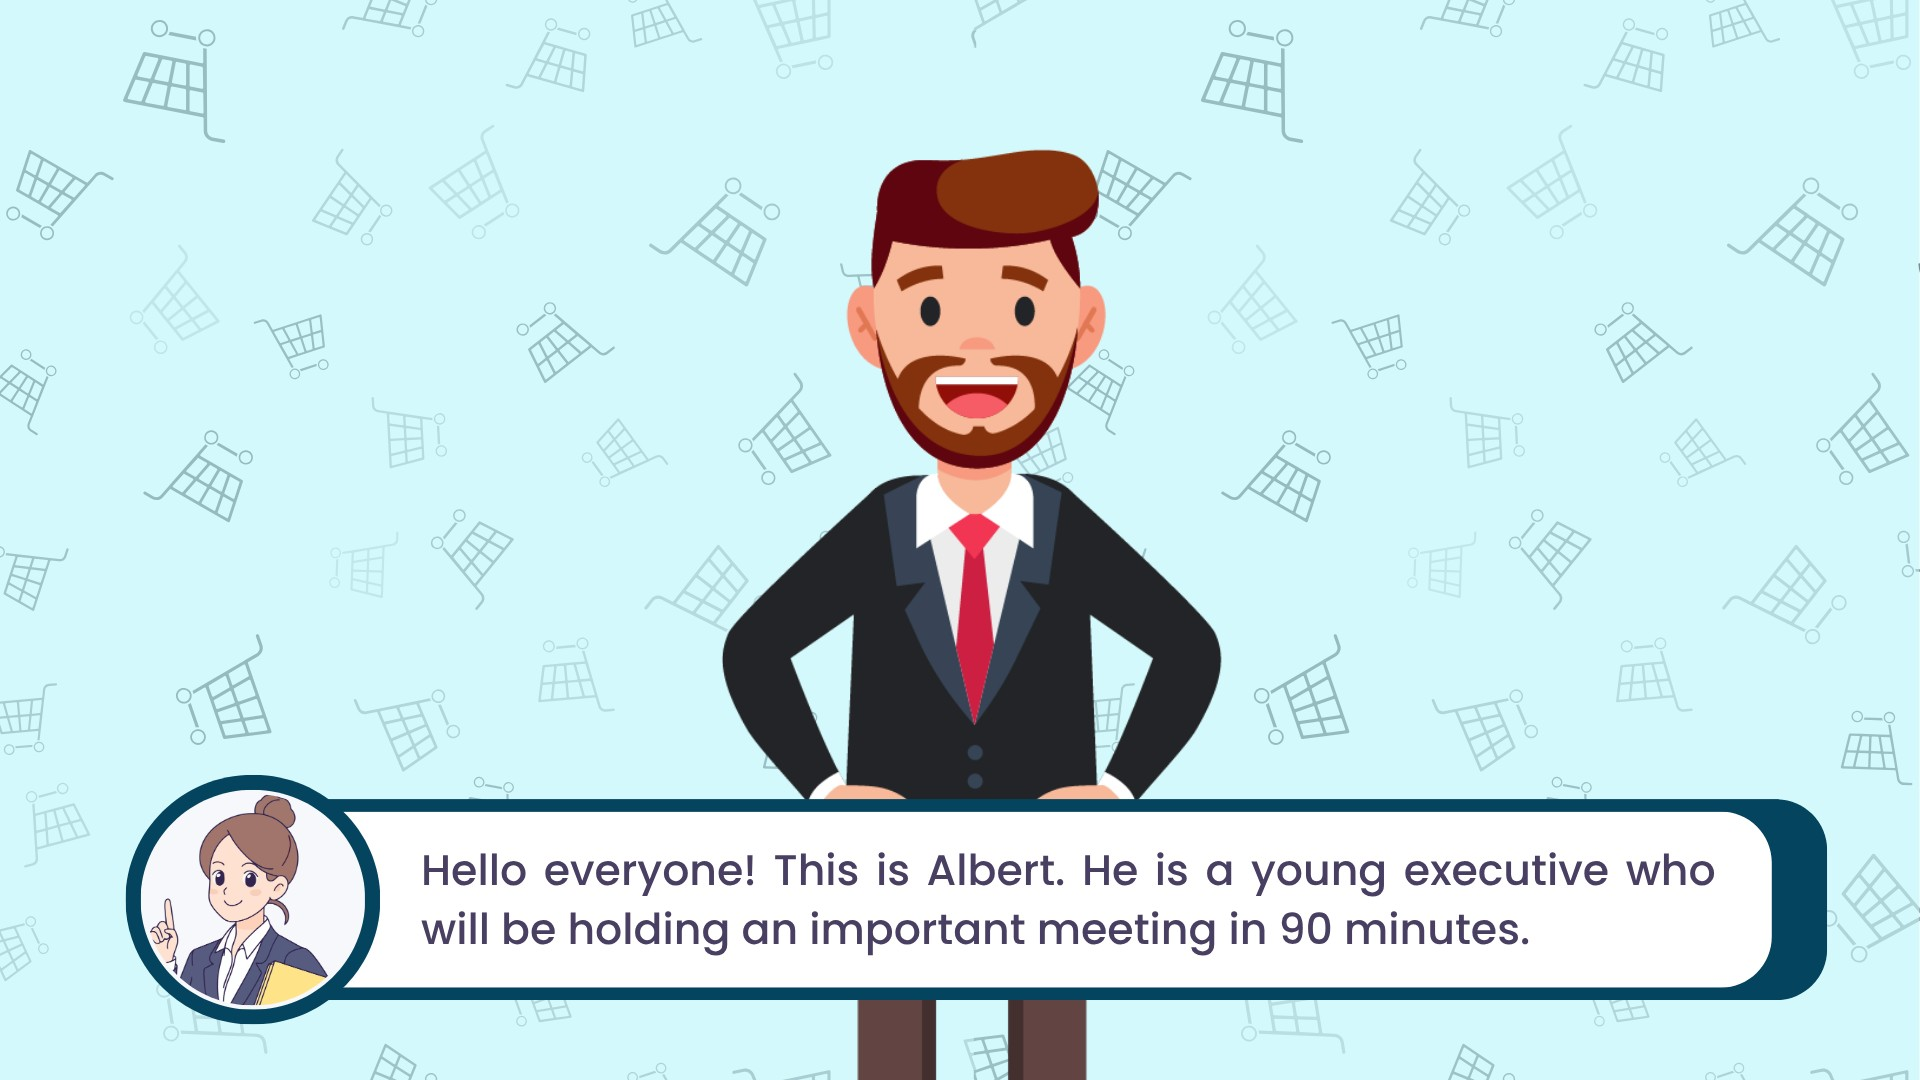 Hello everyone! This is Albert. He is a young executive who
will be holding an important meeting in 90 minutes.